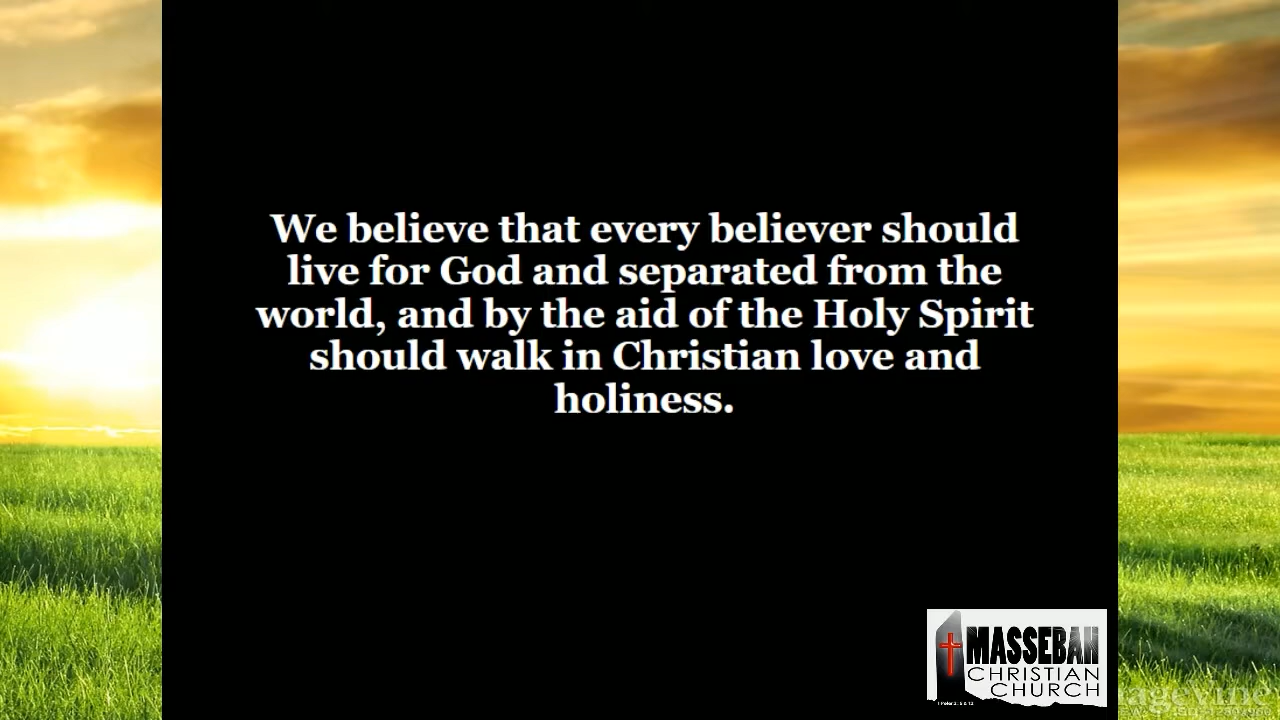 We believe that every believer should
live for God and separated from the
world, and by the aid of the Holy Spirit
should walk in Christian love and
holiness.
MASSEBAH
CHRISTIAN
CHURCH